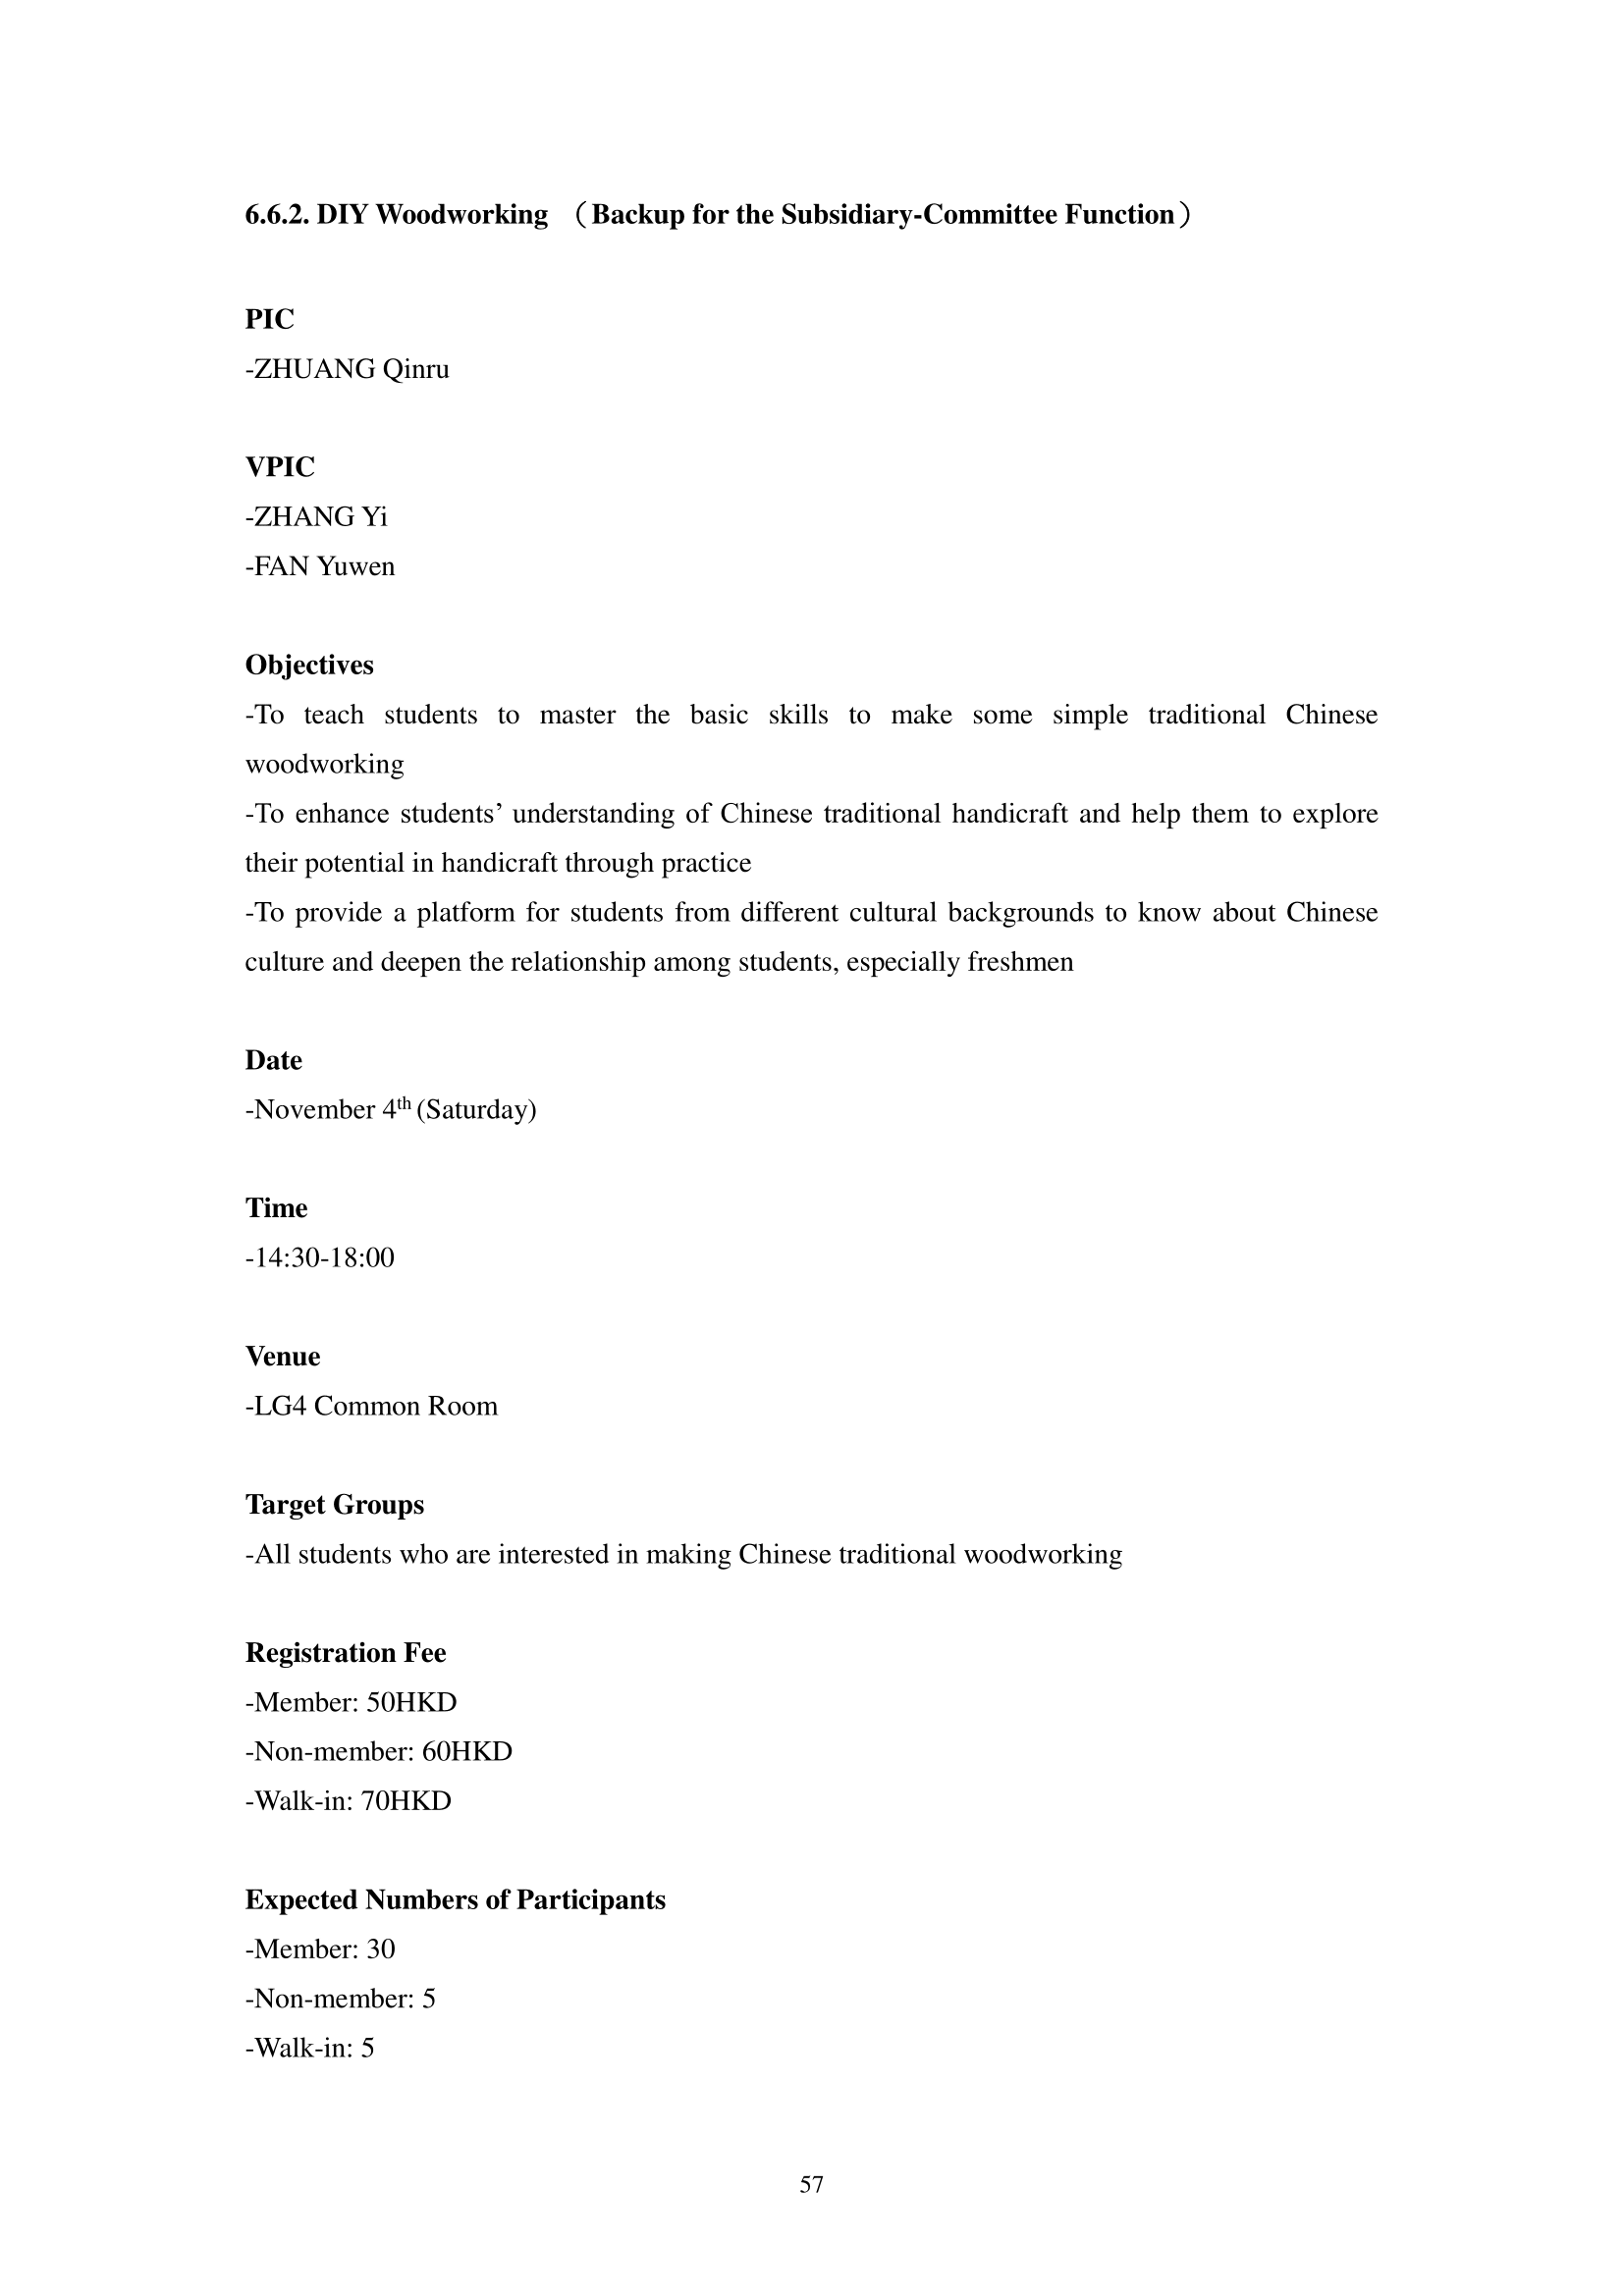 6.6.2. DIY Woodworking （Backup for the Subsidiary-Committee Function）
PIC
-ZHUANG Qinru
VPIC
-ZHANG Yi
-FAN Yuwen
Objectives
-To teach students to master the basic skills to make some simple traditional Chinese
woodworking
-To enhance students’ understanding of Chinese traditional handicraft and help them to explore
their potential in handicraft through practice
-To provide a platform for students from different cultural backgrounds to know about Chinese
culture and deepen the relationship among students, especially freshmen
Date
-November 4th (Saturday)
Time
-14:30-18:00
Venue
-LG4 Common Room
Target Groups
-All students who are interested in making Chinese traditional woodworking
Registration Fee
-Member: 50HKD
-Non-member: 60HKD
-Walk-in: 70HKD
Expected Numbers of Participants
-Member: 30
-Non-member: 5
-Walk-in: 5
57